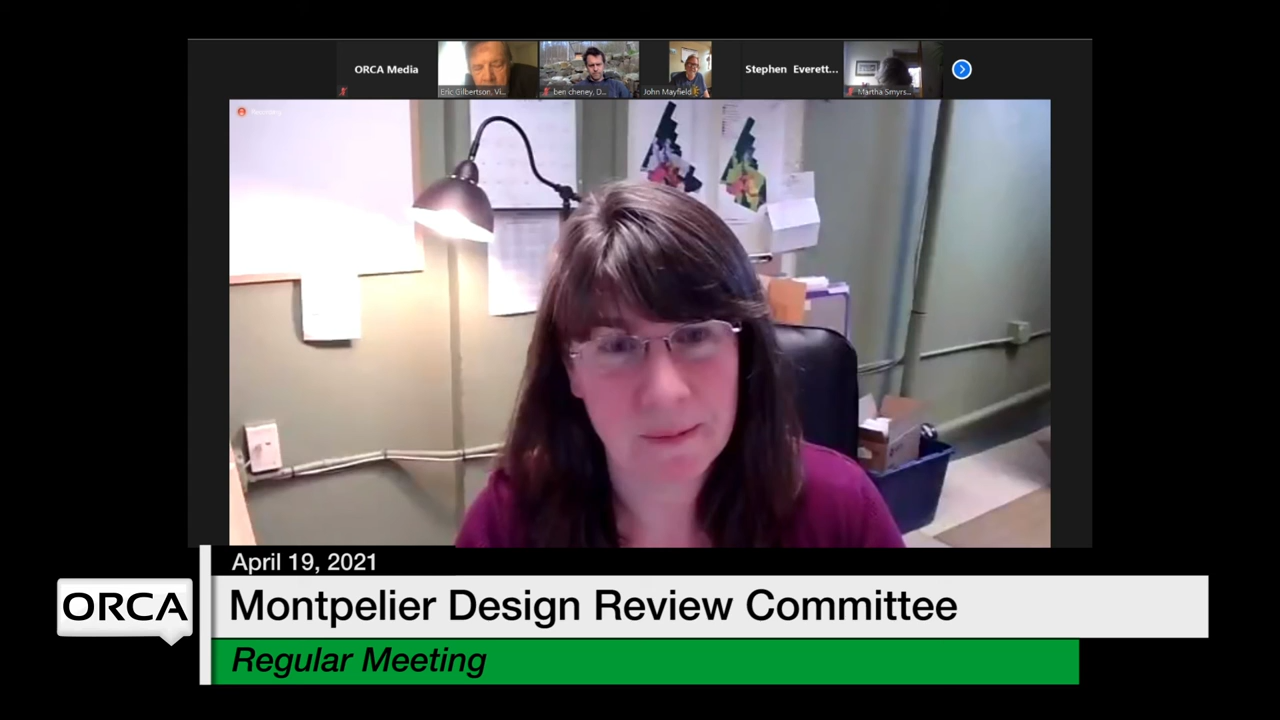 ORCA Media
Eric Gilbertson, Vi...
ben cheney, D...
John Mayfield
Stephen Everett...
Martha Smyrs...
April 19, 2021
ORCA
Montpelier Design Review Committee
Regular Meeting